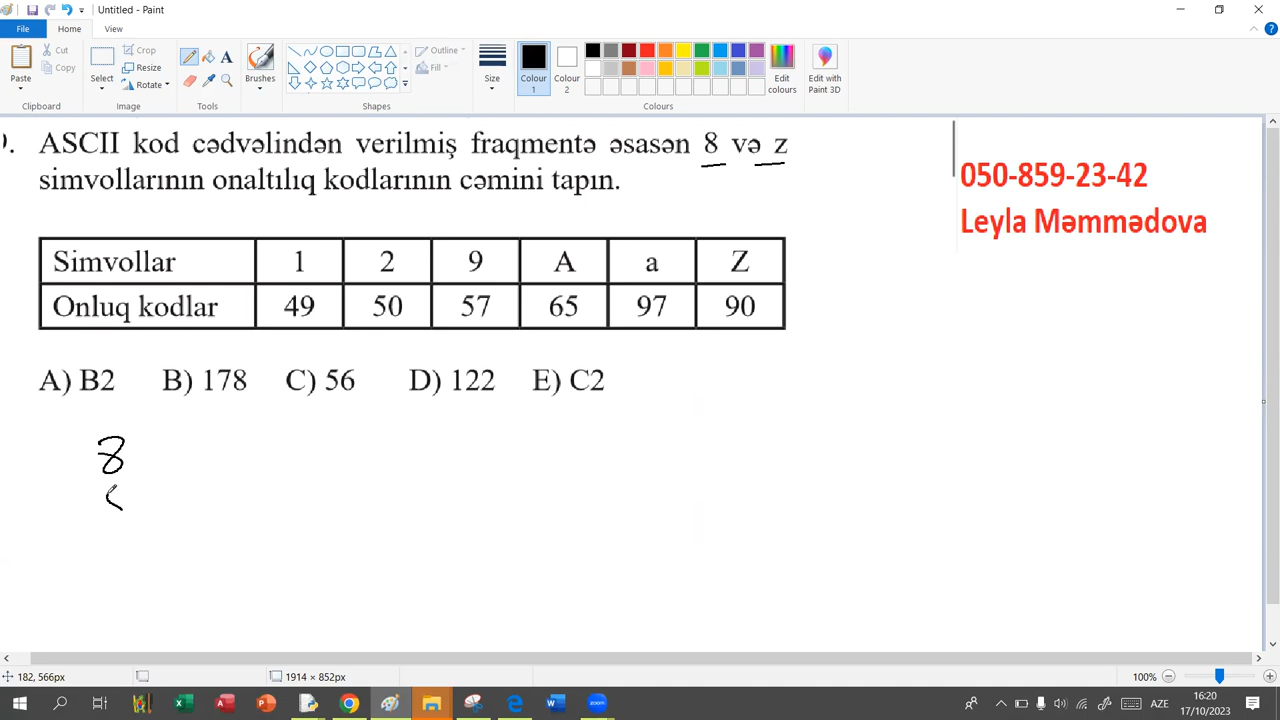 Untitled - Paint
File Home View
Paste
Cut
Copy
Clipboard
Select
Crop
Resize
Rotate
Image
Tools
Brushes
Shapes
Outline
Fill
Size
Colour 1
Colour 2
Edit colours
Edit with Paint 3D
Colours
). ASCII kod cədvəlindən verilmiş fraqmentə əsasən 8 və z
simvollarının onaltılıq kodlarının cəmini tapın.
Simvollar 1 2 9 A a Z
Onluq kodlar 49 50 57 65 97 90
A) B2 B) 178 C) 56 D) 122 E) C2
8
050-859-23-42
Leyla Məmmədova
182, 566px
1914 × 852px
100%
AZE
16:20
17/10/2023